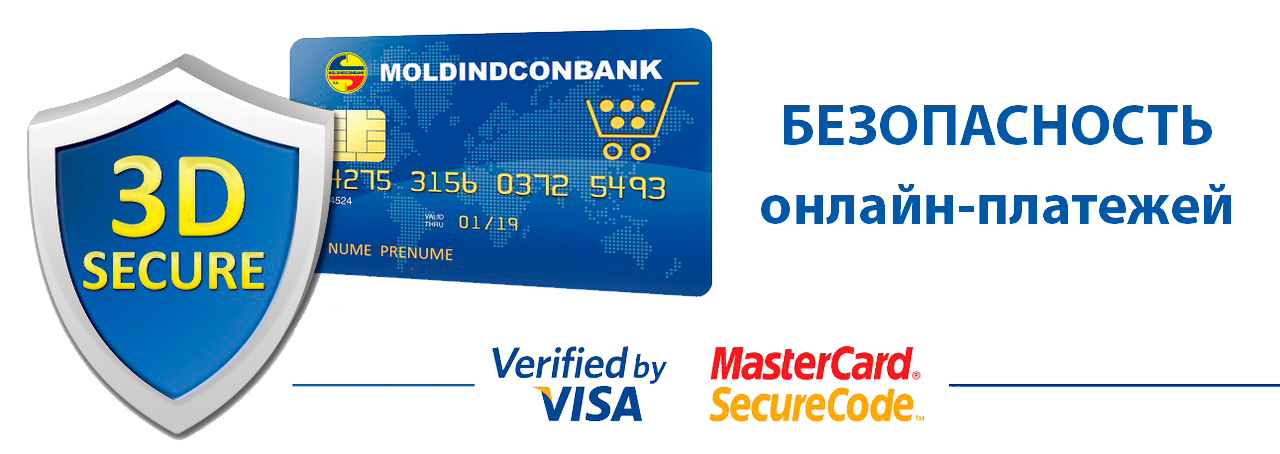 3D
SECURE
MOLDINDCONBANK
4275 3156 0372 5493
4524
VALID
THRU
01/19
NUME PRENUME
БЕЗОПАСНОСТЬ
онлайн-платежей
Verified by
VISA
MasterCard®
SecureCode™